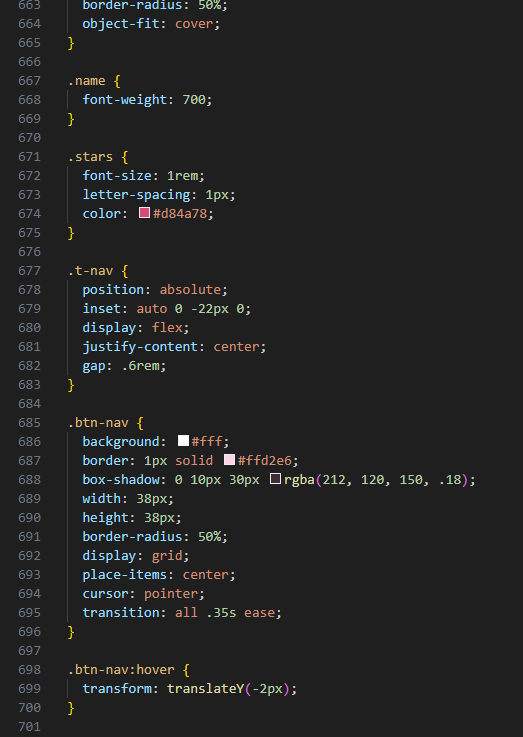 663 border-radius: 50%;
664 object-fit: cover;
665 }
666
667 .name {
668 font-weight: 700;
669 }
670
671 .stars {
672 font-size: 1rem;
673 letter-spacing: 1px;
674 color: #d84a78;
675 }
676
677 .t-nav {
678 position: absolute;
679 inset: auto 0 -22px 0;
680 display: flex;
681 justify-content: center;
682 gap: .6rem;
683 }
684
685 .btn-nav {
686 background: #fff;
687 border: 1px solid #ffd2e6;
688 box-shadow: 0 10px 30px rgba(212, 120, 150, .18);
689 width: 38px;
690 height: 38px;
691 border-radius: 50%;
692 display: grid;
693 place-items: center;
694 cursor: pointer;
695 transition: all .35s ease;
696 }
697
698 .btn-nav:hover {
699 transform: translateY(-2px);
700 }
701